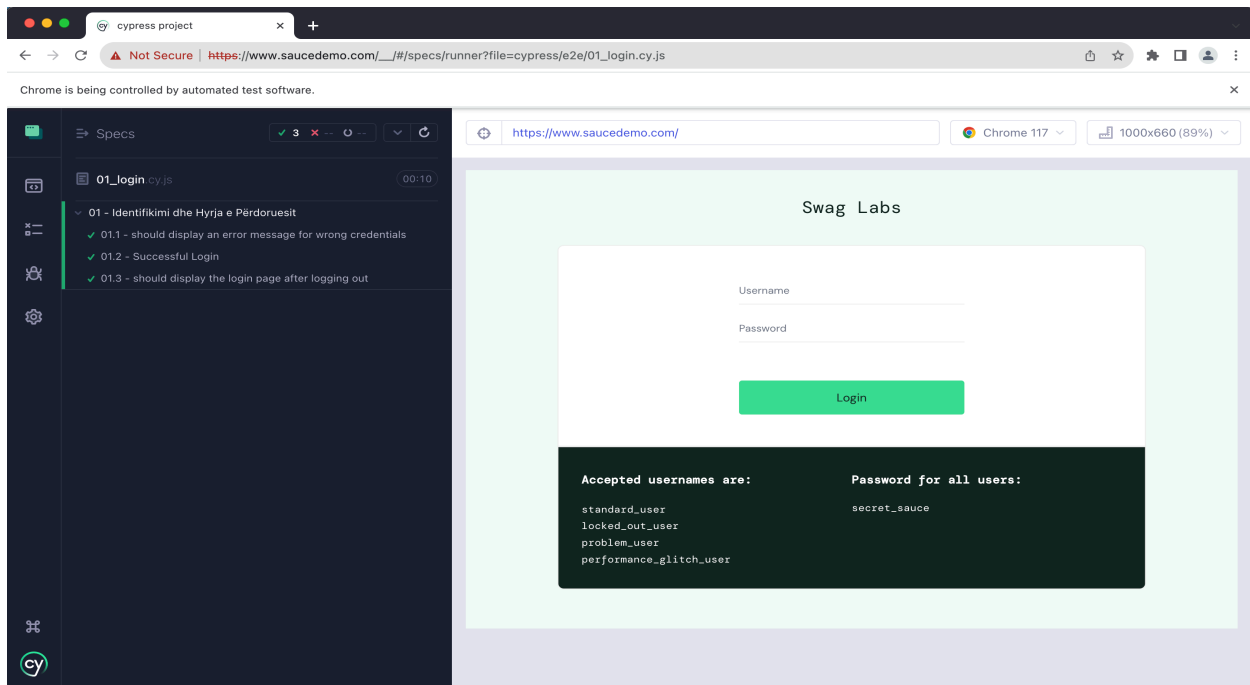 cypress project
Not Secure | https://www.saucedemo.com/__/#/specs/runner?file=cypress/e2e/01_login.cy.js
Chrome is being controlled by automated test software.
Specs
3 -- --
01_login.cy.js 00:10
01 - Identifikimi dhe Hyrja e Përdoruesit
01.1 - should display an error message for wrong credentials
01.2 - Successful Login
01.3 - should display the login page after logging out
cy
https://www.saucedemo.com/ Chrome 117 1000x660 (89%)
Swag Labs
Username
Password
Login
Accepted usernames are:
standard_user
locked_out_user
problem_user
performance_glitch_user
Password for all users:
secret_sauce